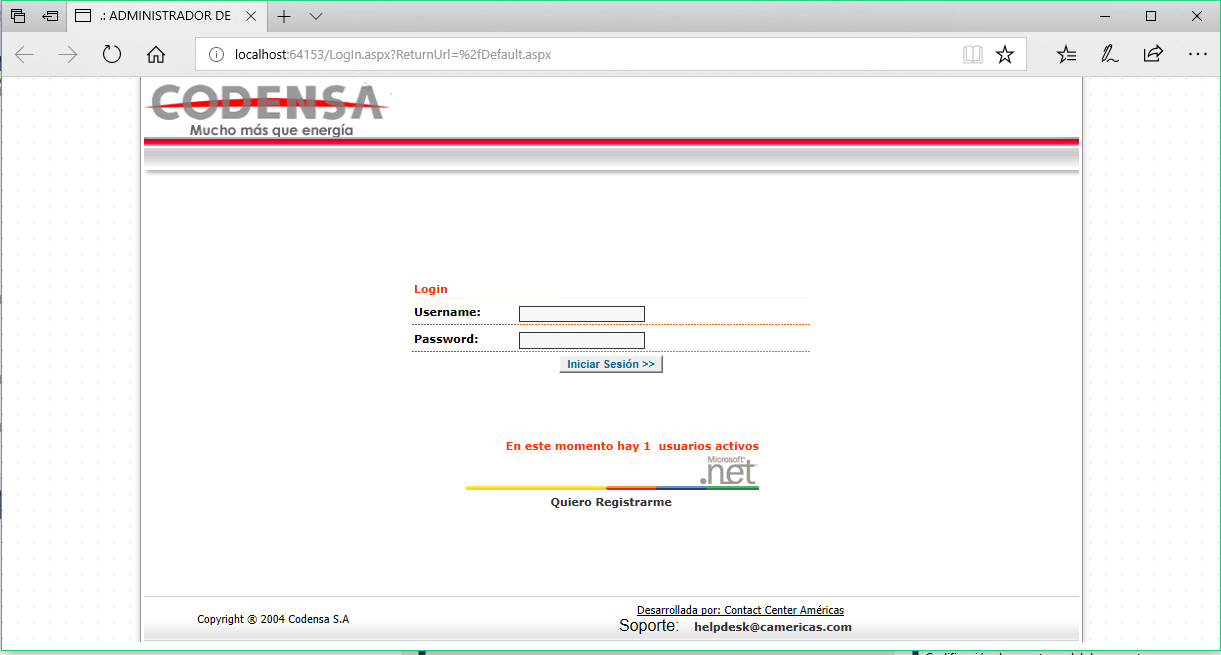 .: ADMINISTRADOR DE
localhost:64153/LogIn.aspx?ReturnUrl=%2fDefault.aspx
CODENSA
Mucho más que energía
Login
Username:
Password:
Iniciar Sesión >>
En este momento hay 1 usuarios activos
Microsoft
.net
Quiero Registrarme
Desarrollada por: Contact Center Américas
Copyright ® 2004 Codensa S.A
Soporte: helpdesk@camericas.com